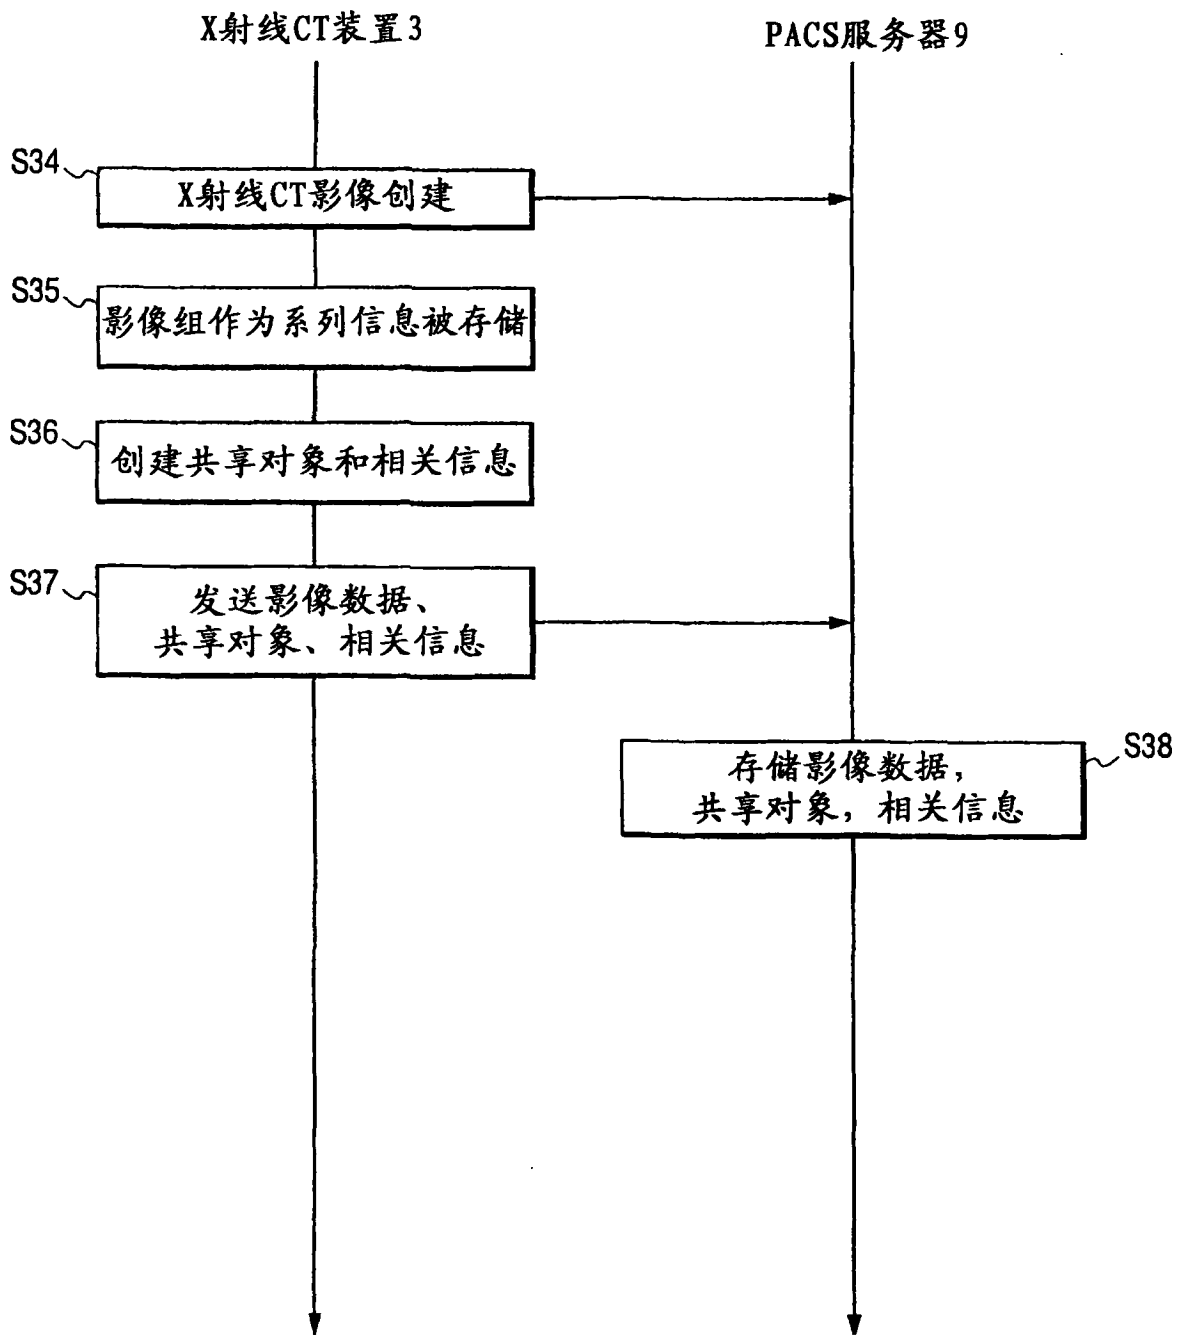 X射线CT装置3
PACS服务器9
S34
X射线CT影像创建
S35
影像组作为系列信息被存储
S36
创建共享对象和相关信息
S37
发送影像数据、
共享对象、相关信息
S38
存储影像数据，
共享对象，相关信息